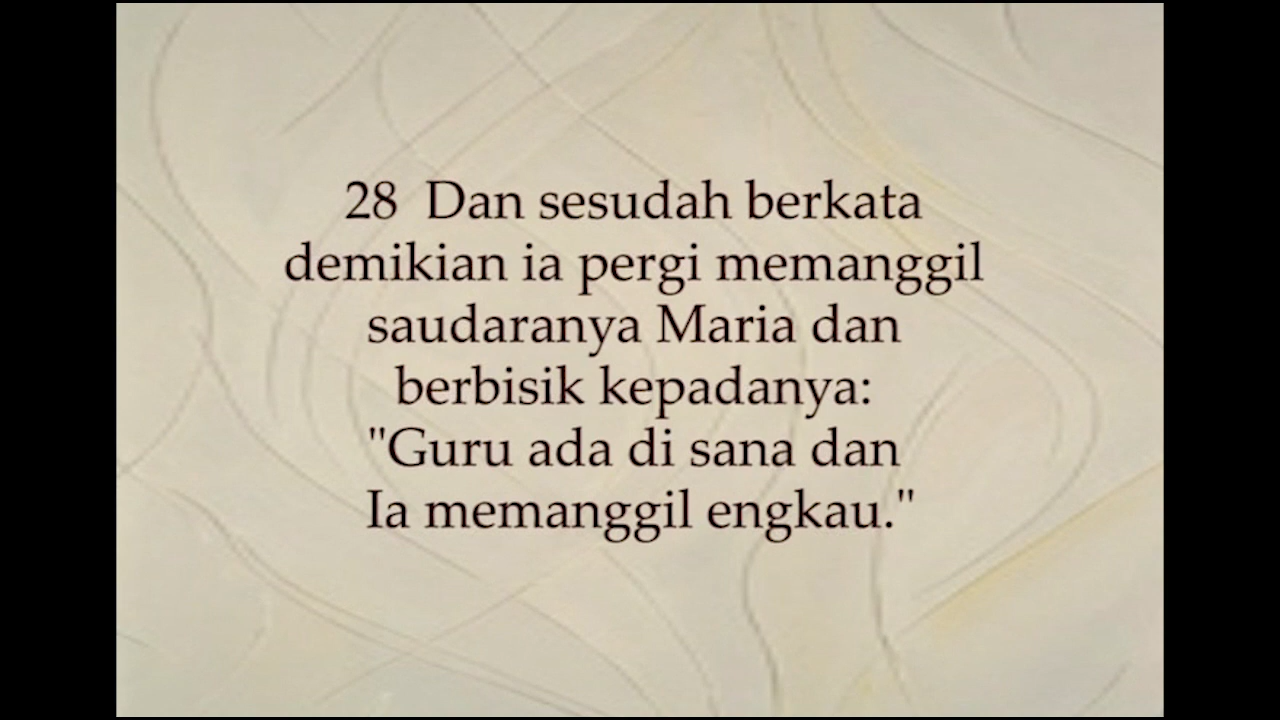 28  Dan sesudah berkata
demikian ia pergi memanggil
saudaranya Maria dan
berbisik kepadanya:
"Guru ada di sana dan
Ia memanggil engkau."